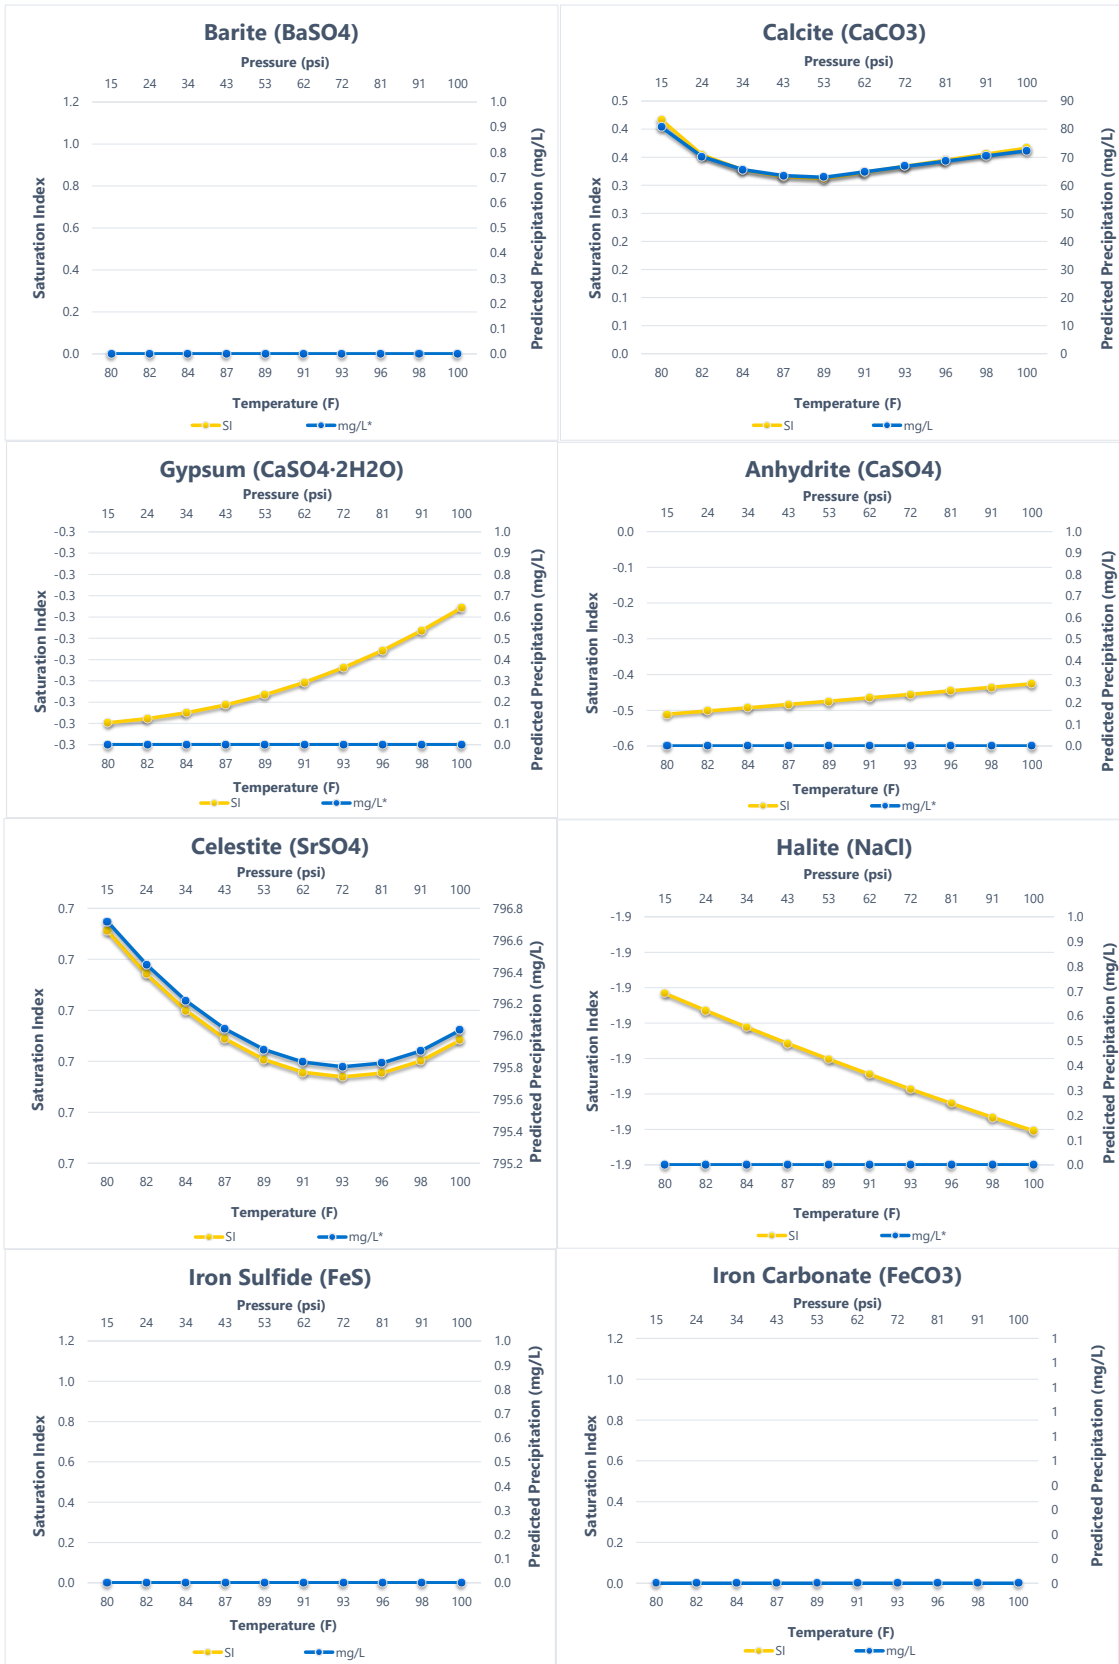 Barite (BaSO4)
Pressure (psi)
15 24 34 43 53 62 72 81 91 100
1.2
1.0
0.8
0.6
0.4
0.2
0.0
Saturation Index
1.0
0.9
0.8
0.7
0.6
0.5
0.4
0.3
0.2
0.1
0.0
Predicted Precipitation (mg/L)
80 82 84 87 89 91 93 96 98 100
Temperature (F)
SI mg/L*
Calcite (CaCO3)
Pressure (psi)
15 24 34 43 53 62 72 81 91 100
0.5
0.4
0.4
0.3
0.3
0.2
0.2
0.1
0.1
0.0
Saturation Index
90
80
70
60
50
40
30
20
10
0
Predicted Precipitation (mg/L)
80 82 84 87 89 91 93 96 98 100
Temperature (F)
SI mg/L
Gypsum (CaSO4·2H2O)
Pressure (psi)
15 24 34 43 53 62 72 81 91 100
-0.3
-0.3
-0.3
-0.3
-0.3
-0.3
-0.3
-0.3
-0.3
-0.3
-0.3
Saturation Index
1.0
0.9
0.8
0.7
0.6
0.5
0.4
0.3
0.2
0.1
0.0
Predicted Precipitation (mg/L)
80 82 84 87 89 91 93 96 98 100
Temperature (F)
SI mg/L*
Anhydrite (CaSO4)
Pressure (psi)
15 24 34 43 53 62 72 81 91 100
0.0
-0.1
-0.2
-0.3
-0.4
-0.5
-0.6
Saturation Index
1.0
0.9
0.8
0.7
0.6
0.5
0.4
0.3
0.2
0.1
0.0
Predicted Precipitation (mg/L)
80 82 84 87 89 91 93 96 98 100
Temperature (F)
SI mg/L*
Celestite (SrSO4)
Pressure (psi)
15 24 34 43 53 62 72 81 91 100
0.7
0.7
0.7
0.7
0.7
0.7
Saturation Index
796.8
796.6
796.4
796.2
796.0
795.8
795.6
795.4
795.2
Predicted Precipitation (mg/L)
80 82 84 87 89 91 93 96 98 100
Temperature (F)
SI mg/L*
Halite (NaCl)
Pressure (psi)
15 24 34 43 53 62 72 81 91 100
-1.9
-1.9
-1.9
-1.9
-1.9
-1.9
-1.9
-1.9
Saturation Index
1.0
0.9
0.8
0.7
0.6
0.5
0.4
0.3
0.2
0.1
0.0
Predicted Precipitation (mg/L)
80 82 84 87 89 91 93 96 98 100
Temperature (F)
SI mg/L*
Iron Sulfide (FeS)
Pressure (psi)
15 24 34 43 53 62 72 81 91 100
1.2
1.0
0.8
0.6
0.4
0.2
0.0
Saturation Index
1.0
0.9
0.8
0.7
0.6
0.5
0.4
0.3
0.2
0.1
0.0
Predicted Precipitation (mg/L)
80 82 84 87 89 91 93 96 98 100
Temperature (F)
SI mg/L
Iron Carbonate (FeCO3)
Pressure (psi)
15 24 34 43 53 62 72 81 91 100
1.2
1.0
0.8
0.6
0.4
0.2
0.0
Saturation Index
1
1
1
1
1
1
0
0
0
0
0
Predicted Precipitation (mg/L)
80 82 84 87 89 91 93 96 98 100
Temperature (F)
SI mg/L